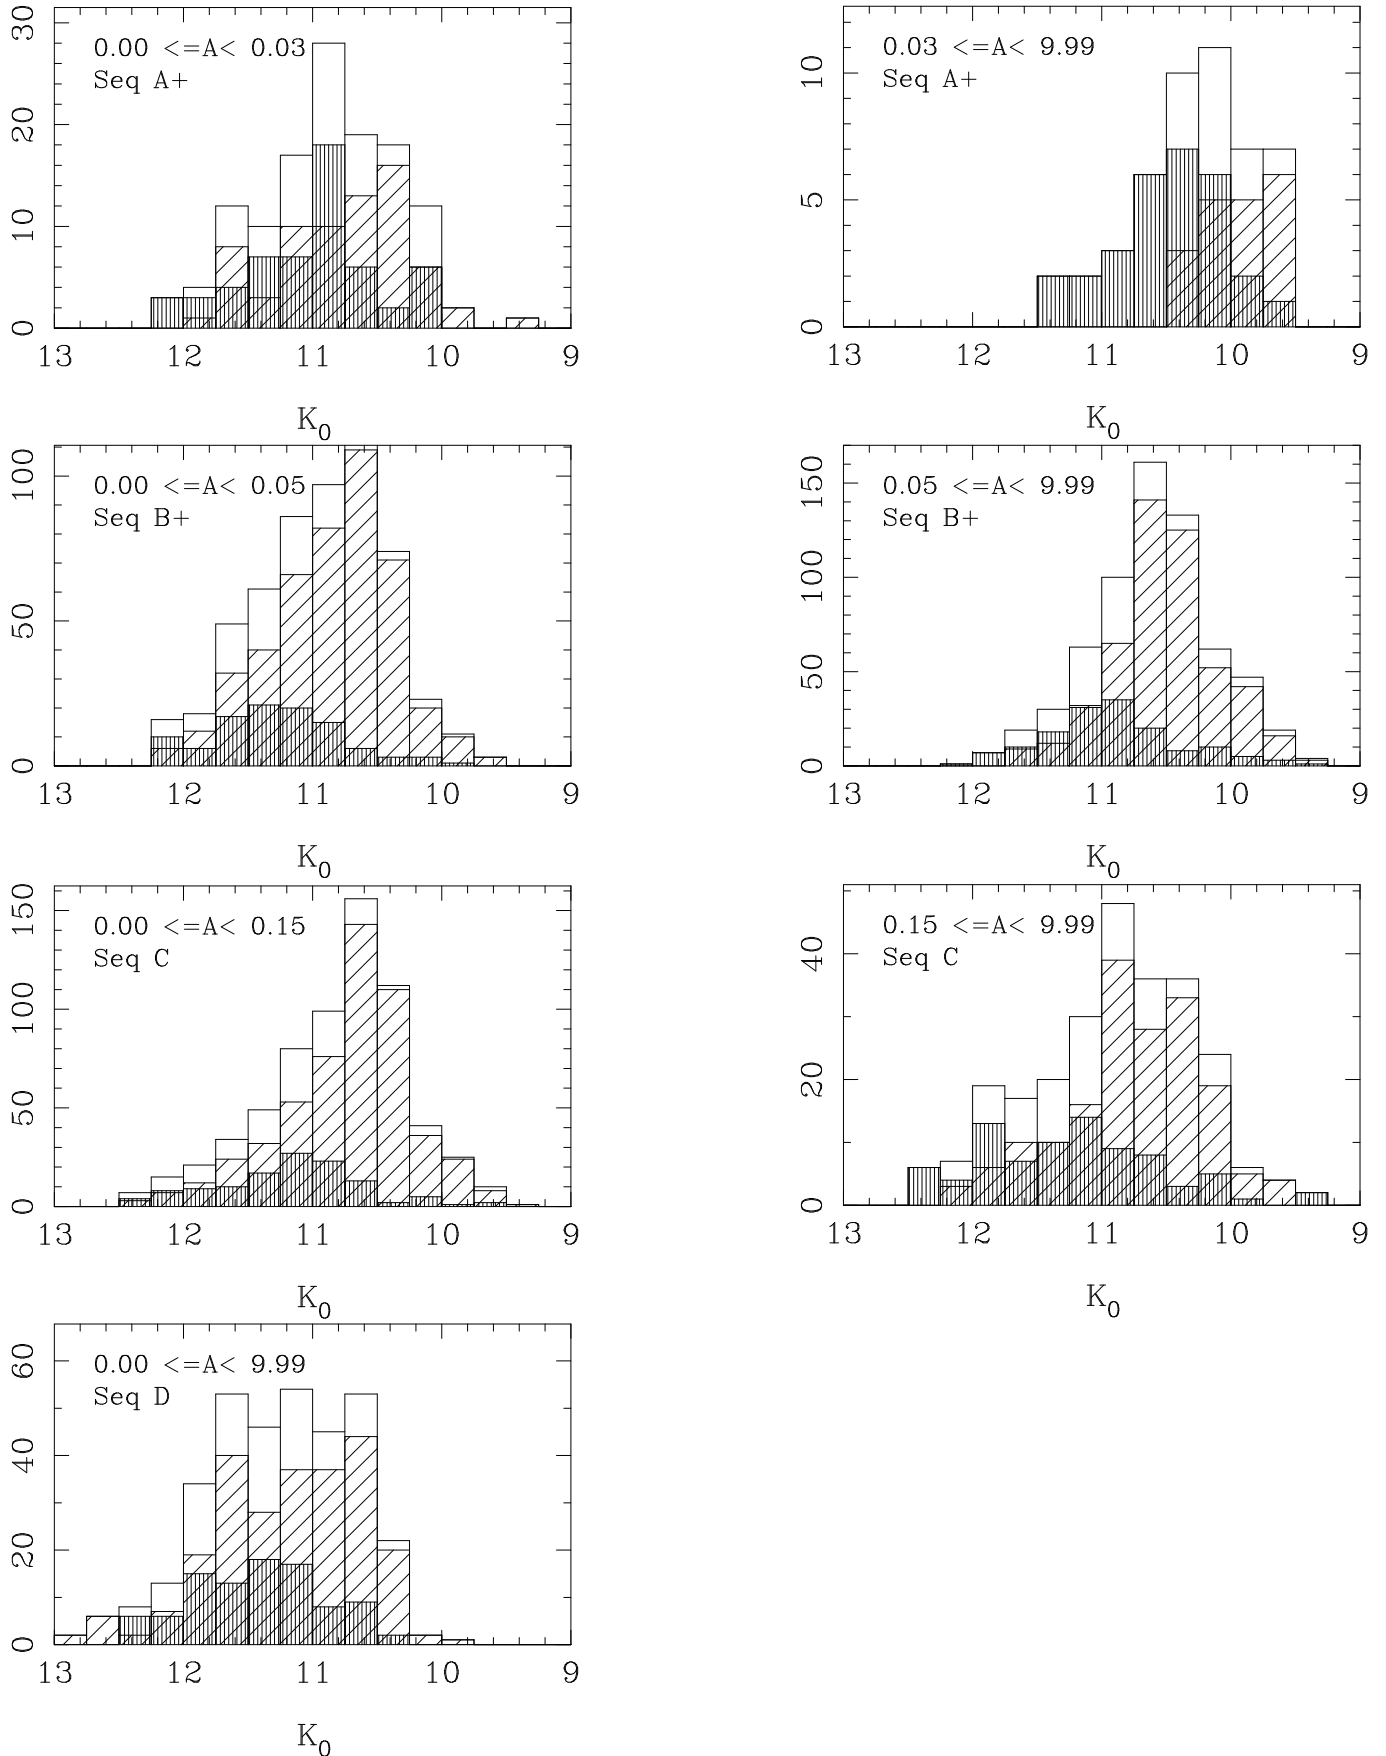 0.00 <=A< 0.03
Seq A+
30
20
10
0
13 12 11 10 9
K0
0.03 <=A< 9.99
Seq A+
10
5
0
13 12 11 10 9
K0
0.00 <=A< 0.05
Seq B+
100
50
0
13 12 11 10 9
K0
0.05 <=A< 9.99
Seq B+
150
100
50
0
13 12 11 10 9
K0
0.00 <=A< 0.15
Seq C
150
100
50
0
13 12 11 10 9
K0
0.15 <=A< 9.99
Seq C
40
20
0
13 12 11 10 9
K0
0.00 <=A< 9.99
Seq D
60
40
20
0
13 12 11 10 9
K0